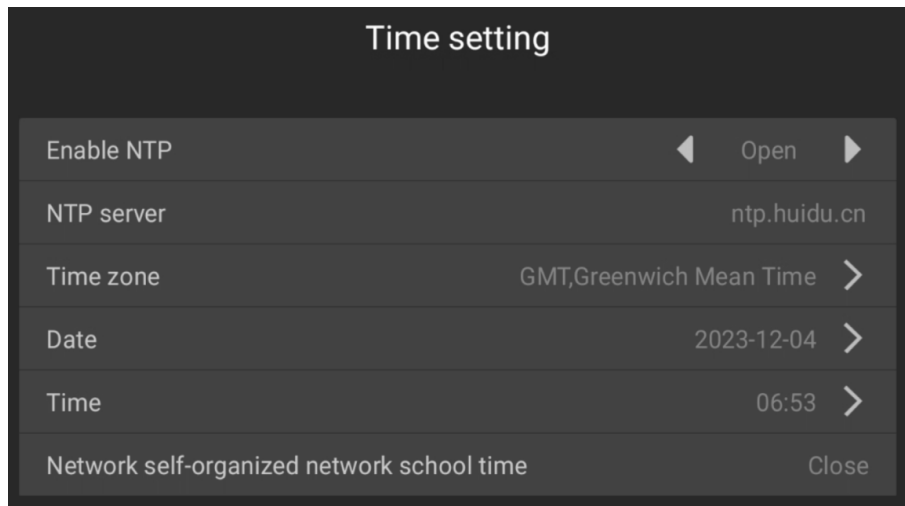 Time setting
Enable NTP Open
NTP server ntp.huidu.cn
Time zone GMT,Greenwich Mean Time
Date 2023-12-04
Time 06:53
Network self-organized network school time Close